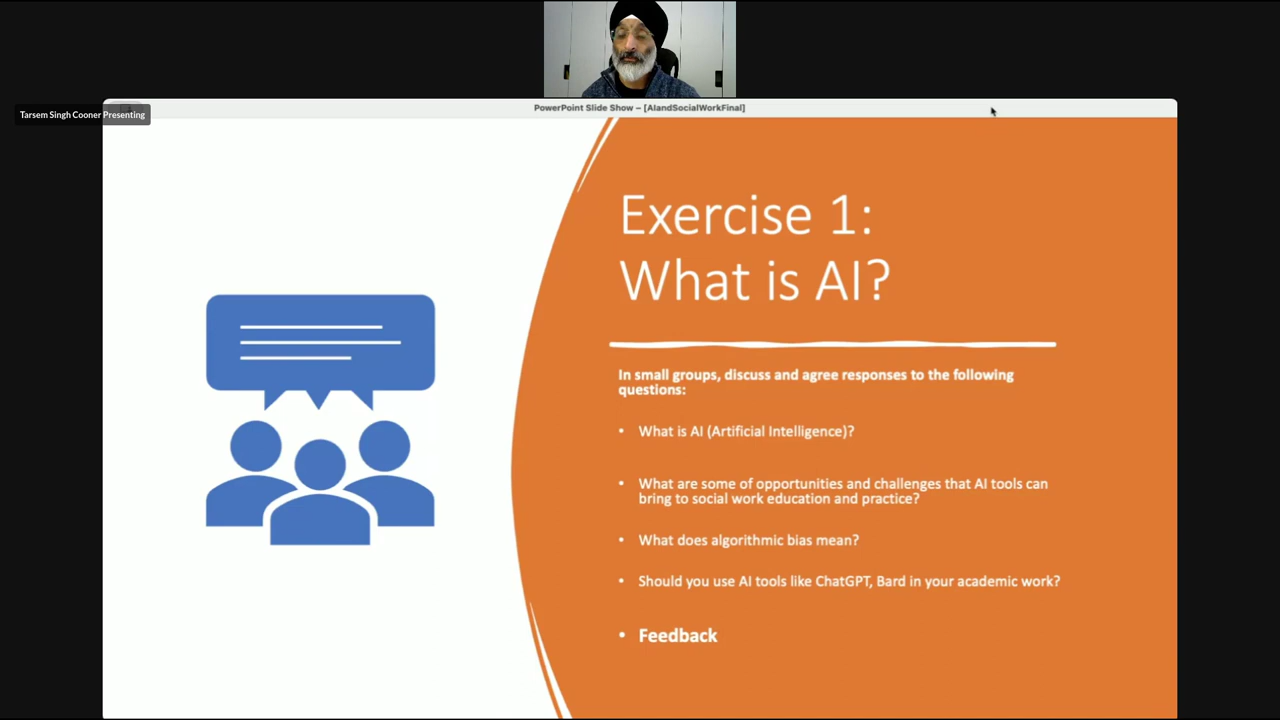 PowerPoint Slide Show – [AIandSocialWorkFinal]
Tarsem Singh Cooner Presenting
Exercise 1:
What is AI?
In small groups, discuss and agree responses to the following
questions:
• What is AI (Artificial Intelligence)?
• What are some of opportunities and challenges that AI tools can
bring to social work education and practice?
• What does algorithmic bias mean?
• Should you use AI tools like ChatGPT, Bard in your academic work?
• Feedback